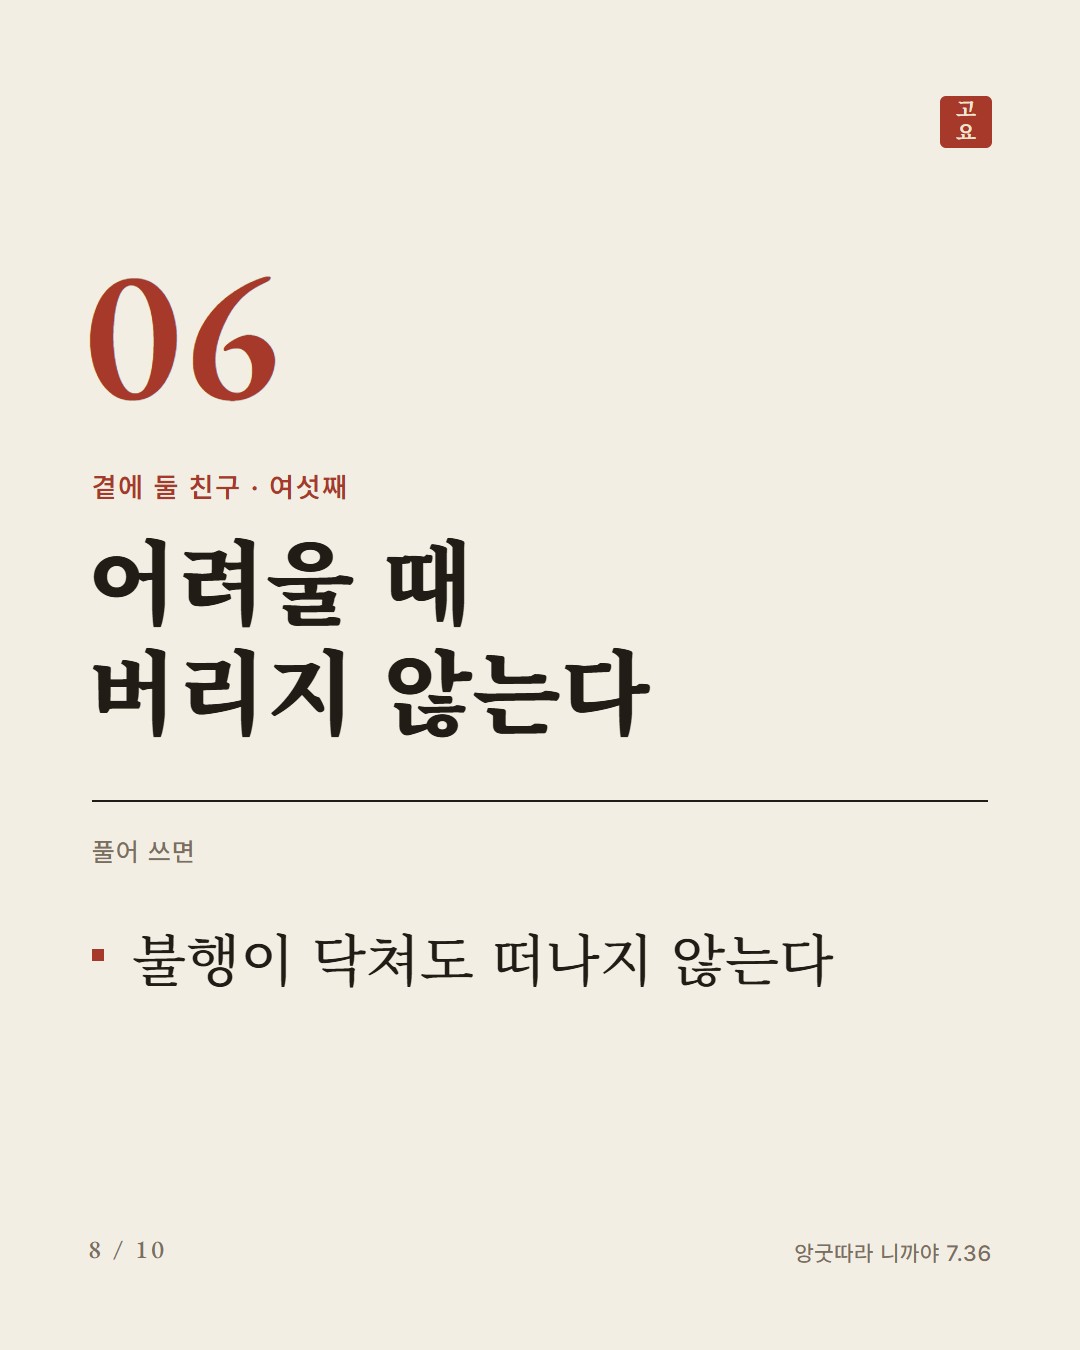 고
요
06
곁에 둘 친구 · 여섯째
어려울 때
버리지 않는다
풀어 쓰면
불행이 닥쳐도 떠나지 않는다
8 / 10
앙굿따라 니까야 7.36